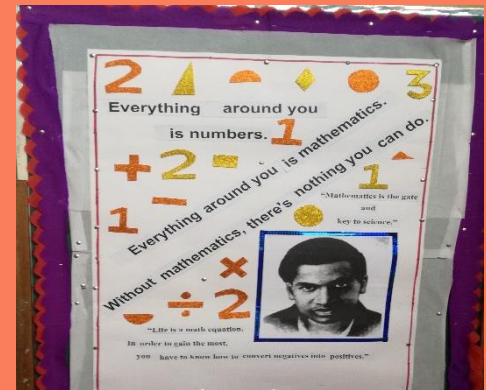 2 3
Everything around you
is numbers. 1
+ 2 =
1 −
Everything around you is mathematics.
Without mathematics, there's nothing you can do.
1
"Mathematics is the gate
and
key to science."
×
÷ 2
"Life is a math equation.
In order to gain the most,
you have to know how to convert negatives into positives."